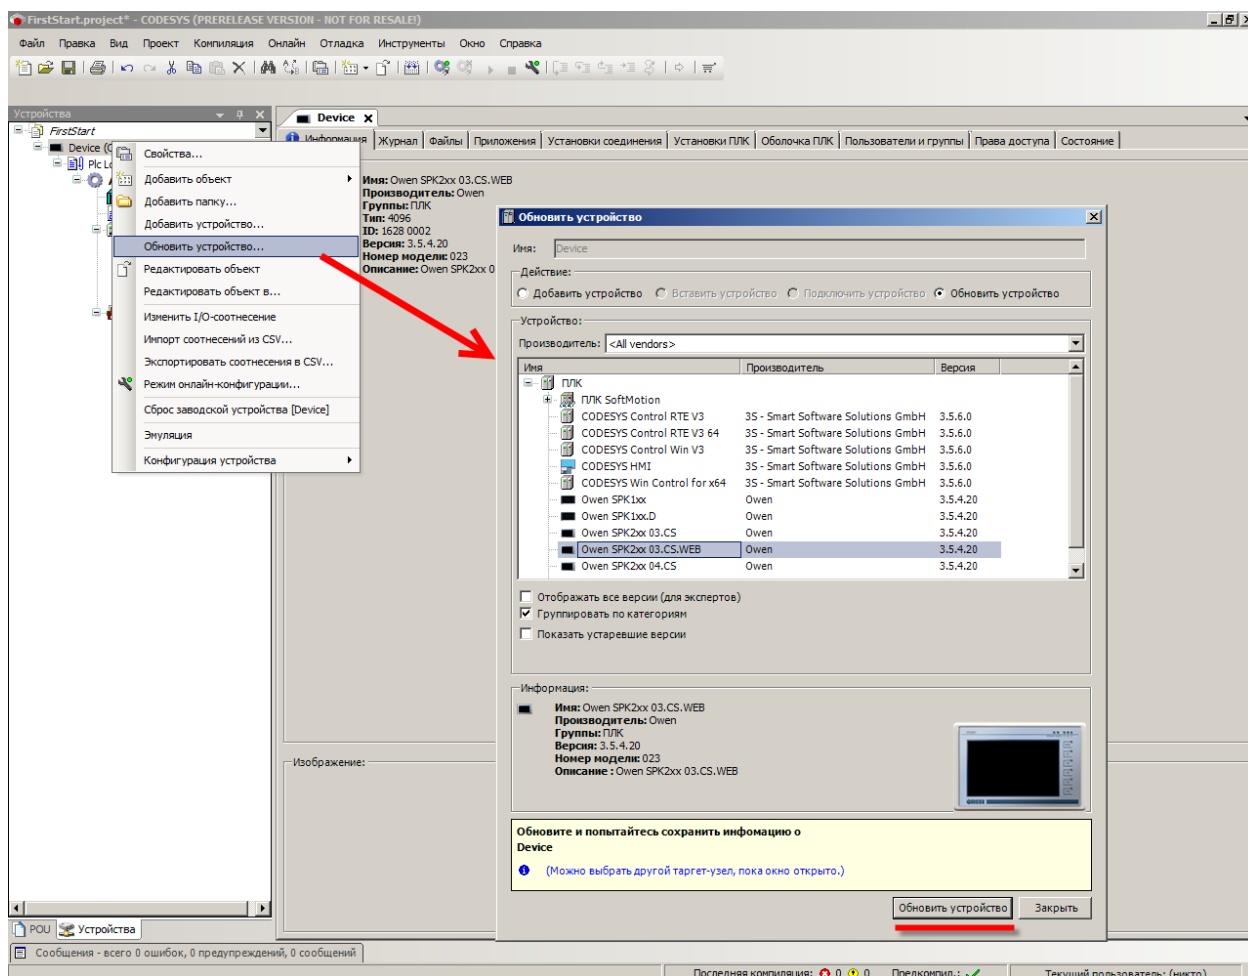 FirstStart.project* - CODESYS (PRERELEASE VERSION - NOT FOR RESALE!)
Файл Правка Вид Проект Компиляция Онлайн Отладка Инструменты Окно Справка
Устройства
FirstStart
Device
Plc
Свойства...
Добавить объект
Добавить папку...
Добавить устройство...
Обновить устройство...
Редактировать объект
Редактировать объект в...
Изменить I/O-соотнесение
Импорт соотнесений из CSV...
Экспортировать соотнесения в CSV...
Режим онлайн-конфигурации...
Сброс заводской устройства [Device]
Эмуляция
Конфигурация устройства
Device
Информация Журнал Файлы Приложения Установки соединения Установки ПЛК Оболочка ПЛК Пользователи и группы Права доступа Состояние
Имя: Owen SPK2xx 03.CS.WEB
Производитель: Owen
Группы: ПЛК
Тип: 4096
ID: 1628 0002
Версия: 3.5.4.20
Номер модели: 023
Описание: Owen SPK2xx 0
Изображение:
Обновить устройство
Имя: Device
Действие:
Добавить устройство Вставить устройство Подключить устройство Обновить устройство
Устройство:
Производитель: <All vendors>
Имя Производитель Версия
ПЛК
ПЛК SoftMotion
CODESYS Control RTE V3 3S - Smart Software Solutions GmbH 3.5.6.0
CODESYS Control RTE V3 64 3S - Smart Software Solutions GmbH 3.5.6.0
CODESYS Control Win V3 3S - Smart Software Solutions GmbH 3.5.6.0
CODESYS HMI 3S - Smart Software Solutions GmbH 3.5.6.0
CODESYS Win Control for x64 3S - Smart Software Solutions GmbH 3.5.6.0
Owen SPK1xx Owen 3.5.4.20
Owen SPK1xx.D Owen 3.5.4.20
Owen SPK2xx 03.CS Owen 3.5.4.20
Owen SPK2xx 03.CS.WEB Owen 3.5.4.20
Owen SPK2xx 04.CS Owen 3.5.4.20
Отображать все версии (для экспертов)
Группировать по категориям
Показать устаревшие версии
Информация:
Имя: Owen SPK2xx 03.CS.WEB
Производитель: Owen
Группы: ПЛК
Версия: 3.5.4.20
Номер модели: 023
Описание : Owen SPK2xx 03.CS.WEB
Обновите и попытайтесь сохранить инфомацию о
Device
(Можно выбрать другой таргет-узел, пока окно открыто.)
Обновить устройство Закрыть
POU Устройства
Сообщения - всего 0 ошибок, 0 предупреждений, 0 сообщений
Последняя компиляция: 0 0 Предкомпил.: Текущий пользователь: (никто)